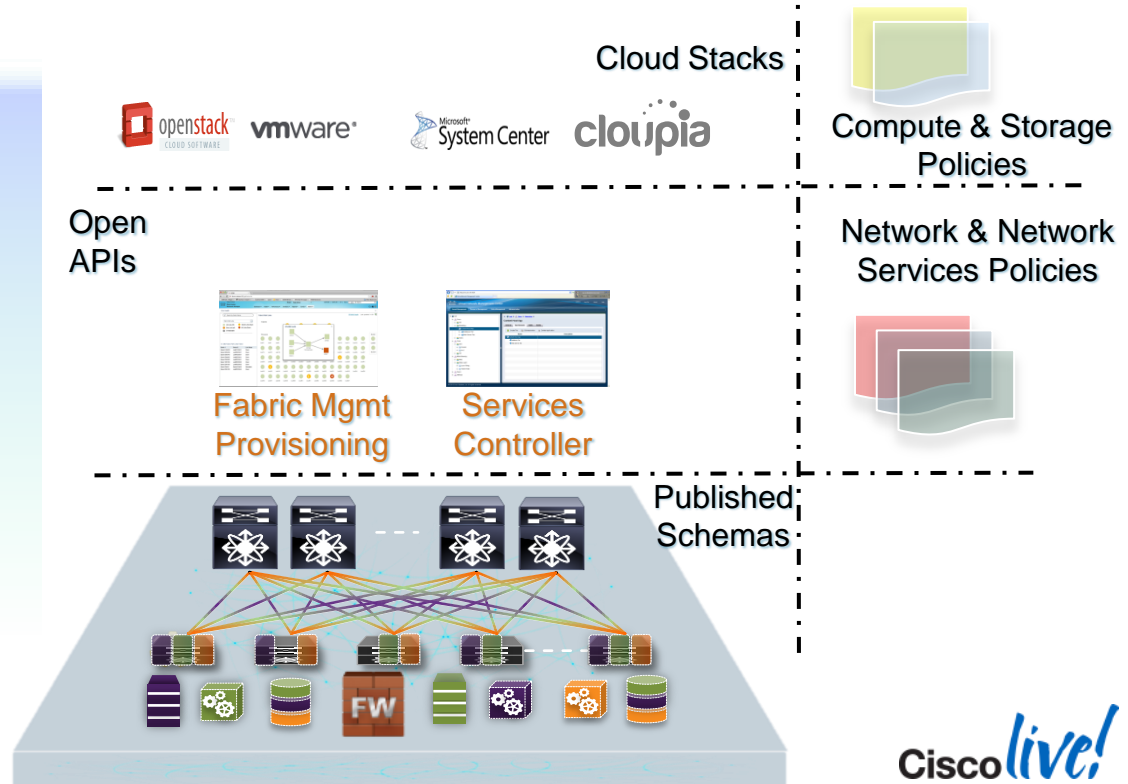 Cloud Stacks
openstack
CLOUD SOFTWARE
vmware®
Microsoft®
System Center
cloupia
Compute & Storage
Policies
Open
APIs
Network & Network
Services Policies
Fabric Mgmt
Provisioning
Services
Controller
Published
Schemas
FW
Cisco live!